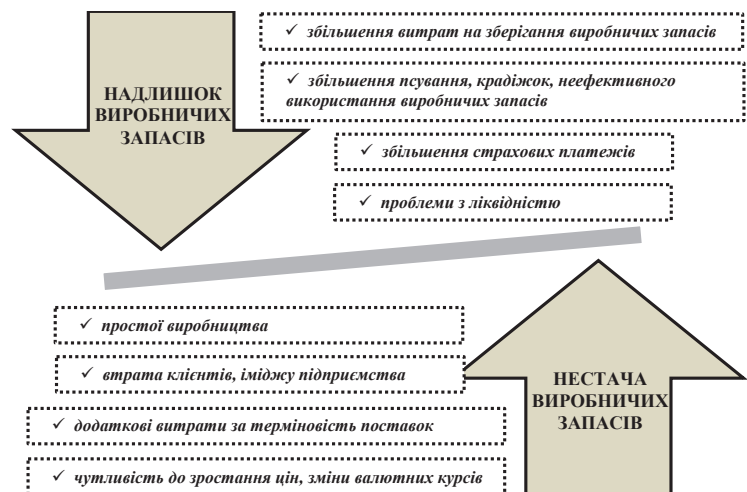 НАДЛИШОК
ВИРОБНИЧИХ
ЗАПАСІВ
✓ збільшення витрат на зберігання виробничих запасів
✓ збільшення псування, крадіжок, неефективного
використання виробничих запасів
✓ збільшення страхових платежів
✓ проблеми з ліквідністю
✓ простої виробництва
✓ втрата клієнтів, іміджу підприємства
✓ додаткові витрати за терміновість поставок
✓ чутливість до зростання цін, зміни валютних курсів
НЕСТАЧА
ВИРОБНИЧИХ
ЗАПАСІВ